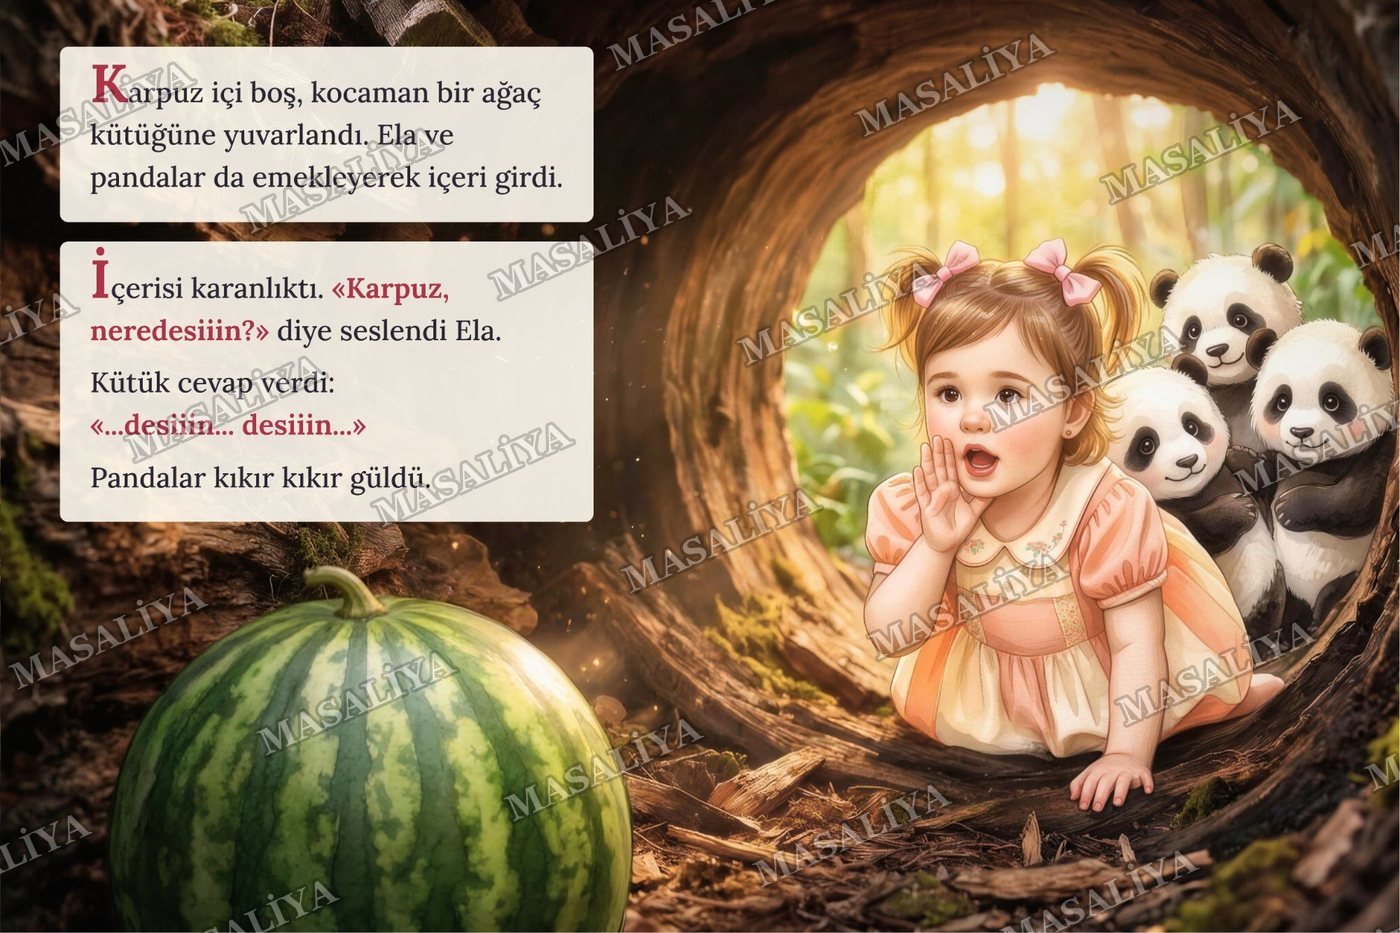 Karpuz içi boş, kocaman bir ağaç
kütüğüne yuvarlandı. Ela ve
pandalar da emekleyerek içeri girdi.
İçerisi karanlıktı. «Karpuz,
neredesiiin?» diye seslendi Ela.
Kütük cevap verdi:
«...desiiin... desiiin...»
Pandalar kıkır kıkır güldü.
MASALİYA